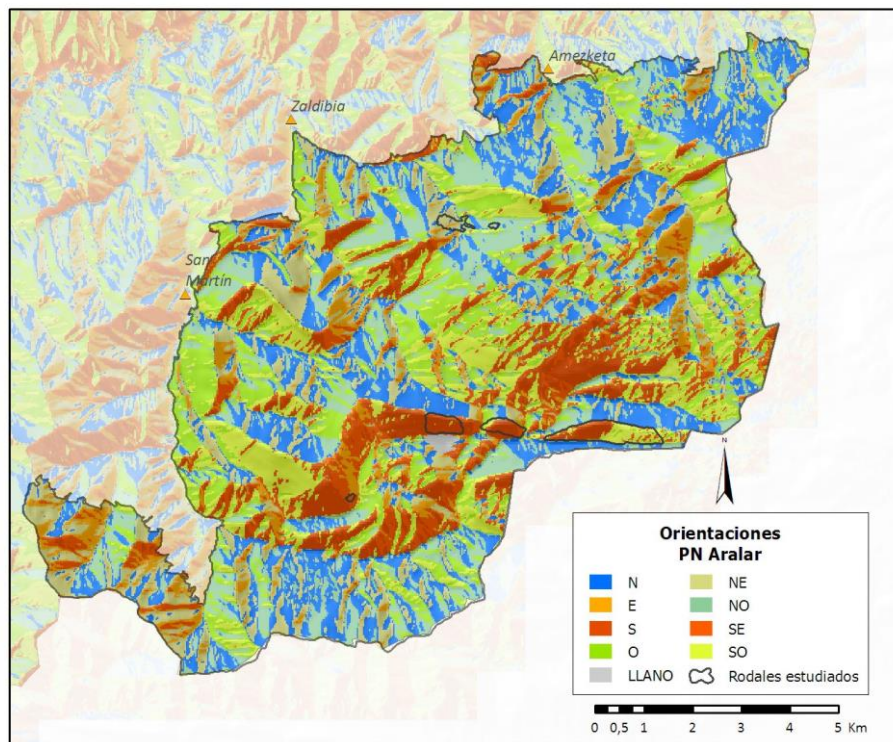 Amezketa
Zaldibia
San
Martín
N
Orientaciones
PN Aralar
N NE
E NO
S SE
O SO
LLANO Rodales estudiados
0 0,5 1 2 3 4 5 Km